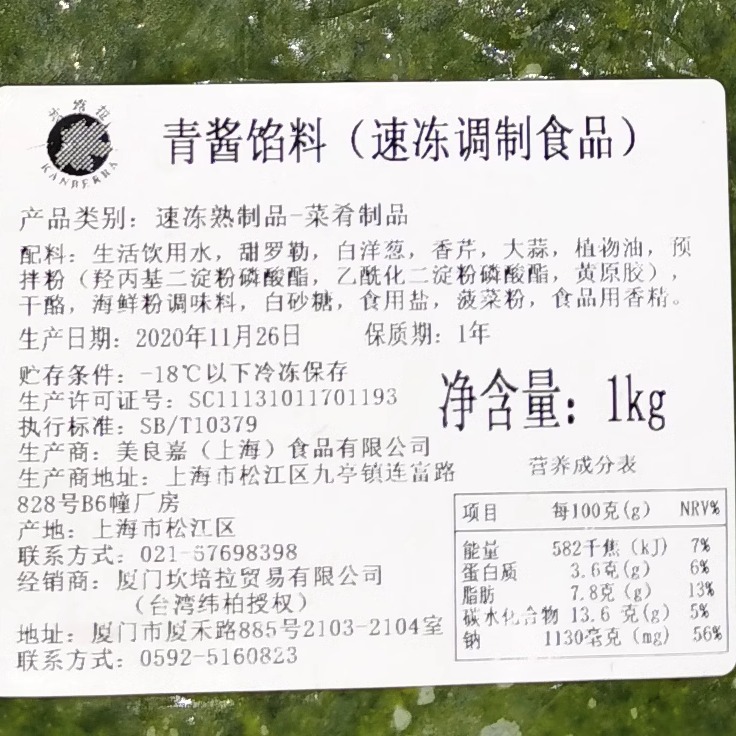 坎培拉
KANBERRA
青酱馅料（速冻调制食品）
产品类别：速冻熟制品-菜肴制品
配料：生活饮用水，甜罗勒，白洋葱，香芹，大蒜，植物油，预
拌粉（羟丙基二淀粉磷酸酯，乙酰化二淀粉磷酸酯，黄原胶），
干酪，海鲜粉调味料，白砂糖，食用盐，菠菜粉，食品用香精。
生产日期：2020年11月26日 保质期：1年
贮存条件：-18℃以下冷冻保存
生产许可证号：SC11131011701193
执行标准：SB/T10379
净含量：1kg
生产商：美良嘉（上海）食品有限公司
生产商地址：上海市松江区九亭镇连富路
828号B6幢厂房
产地：上海市松江区
联系方式：021-57698398
经销商：厦门坎培拉贸易有限公司
（台湾纬柏授权）
地址：厦门市厦禾路885号2103-2104室
联系方式：0592-5160823
营养成分表
项目 每100克(g) NRV%
能量 582千焦（kJ） 7%
蛋白质 3.6克(g) 6%
脂肪 7.8克（g） 13%
碳水化合物 13.6 克(g) 5%
钠 1130毫克（mg） 56%